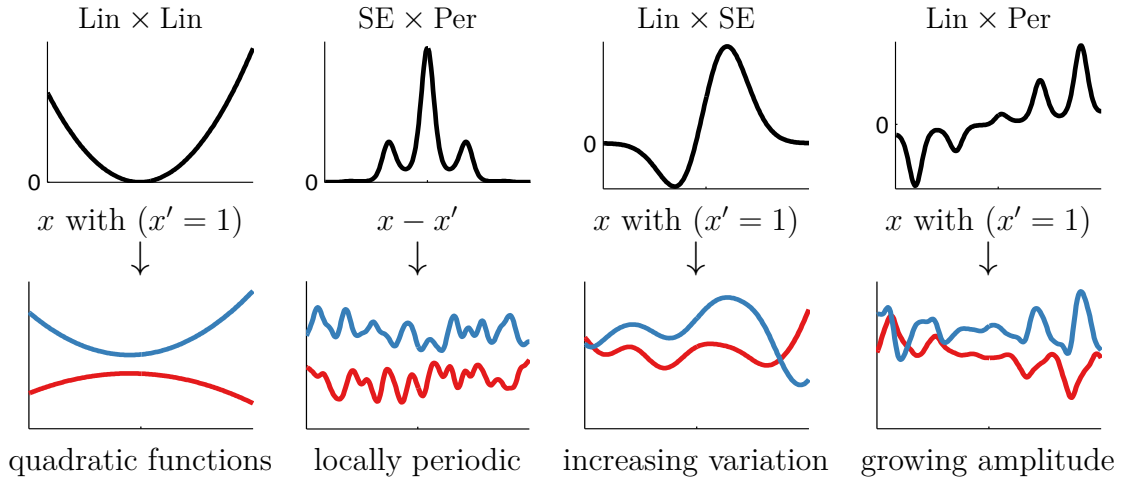 Lin × Lin
SE × Per
Lin × SE
Lin × Per
0
0
0
0
x with (x′ = 1)
x − x′
x with (x′ = 1)
x with (x′ = 1)
↓
↓
↓
↓
quadratic functions
locally periodic
increasing variation
growing amplitude